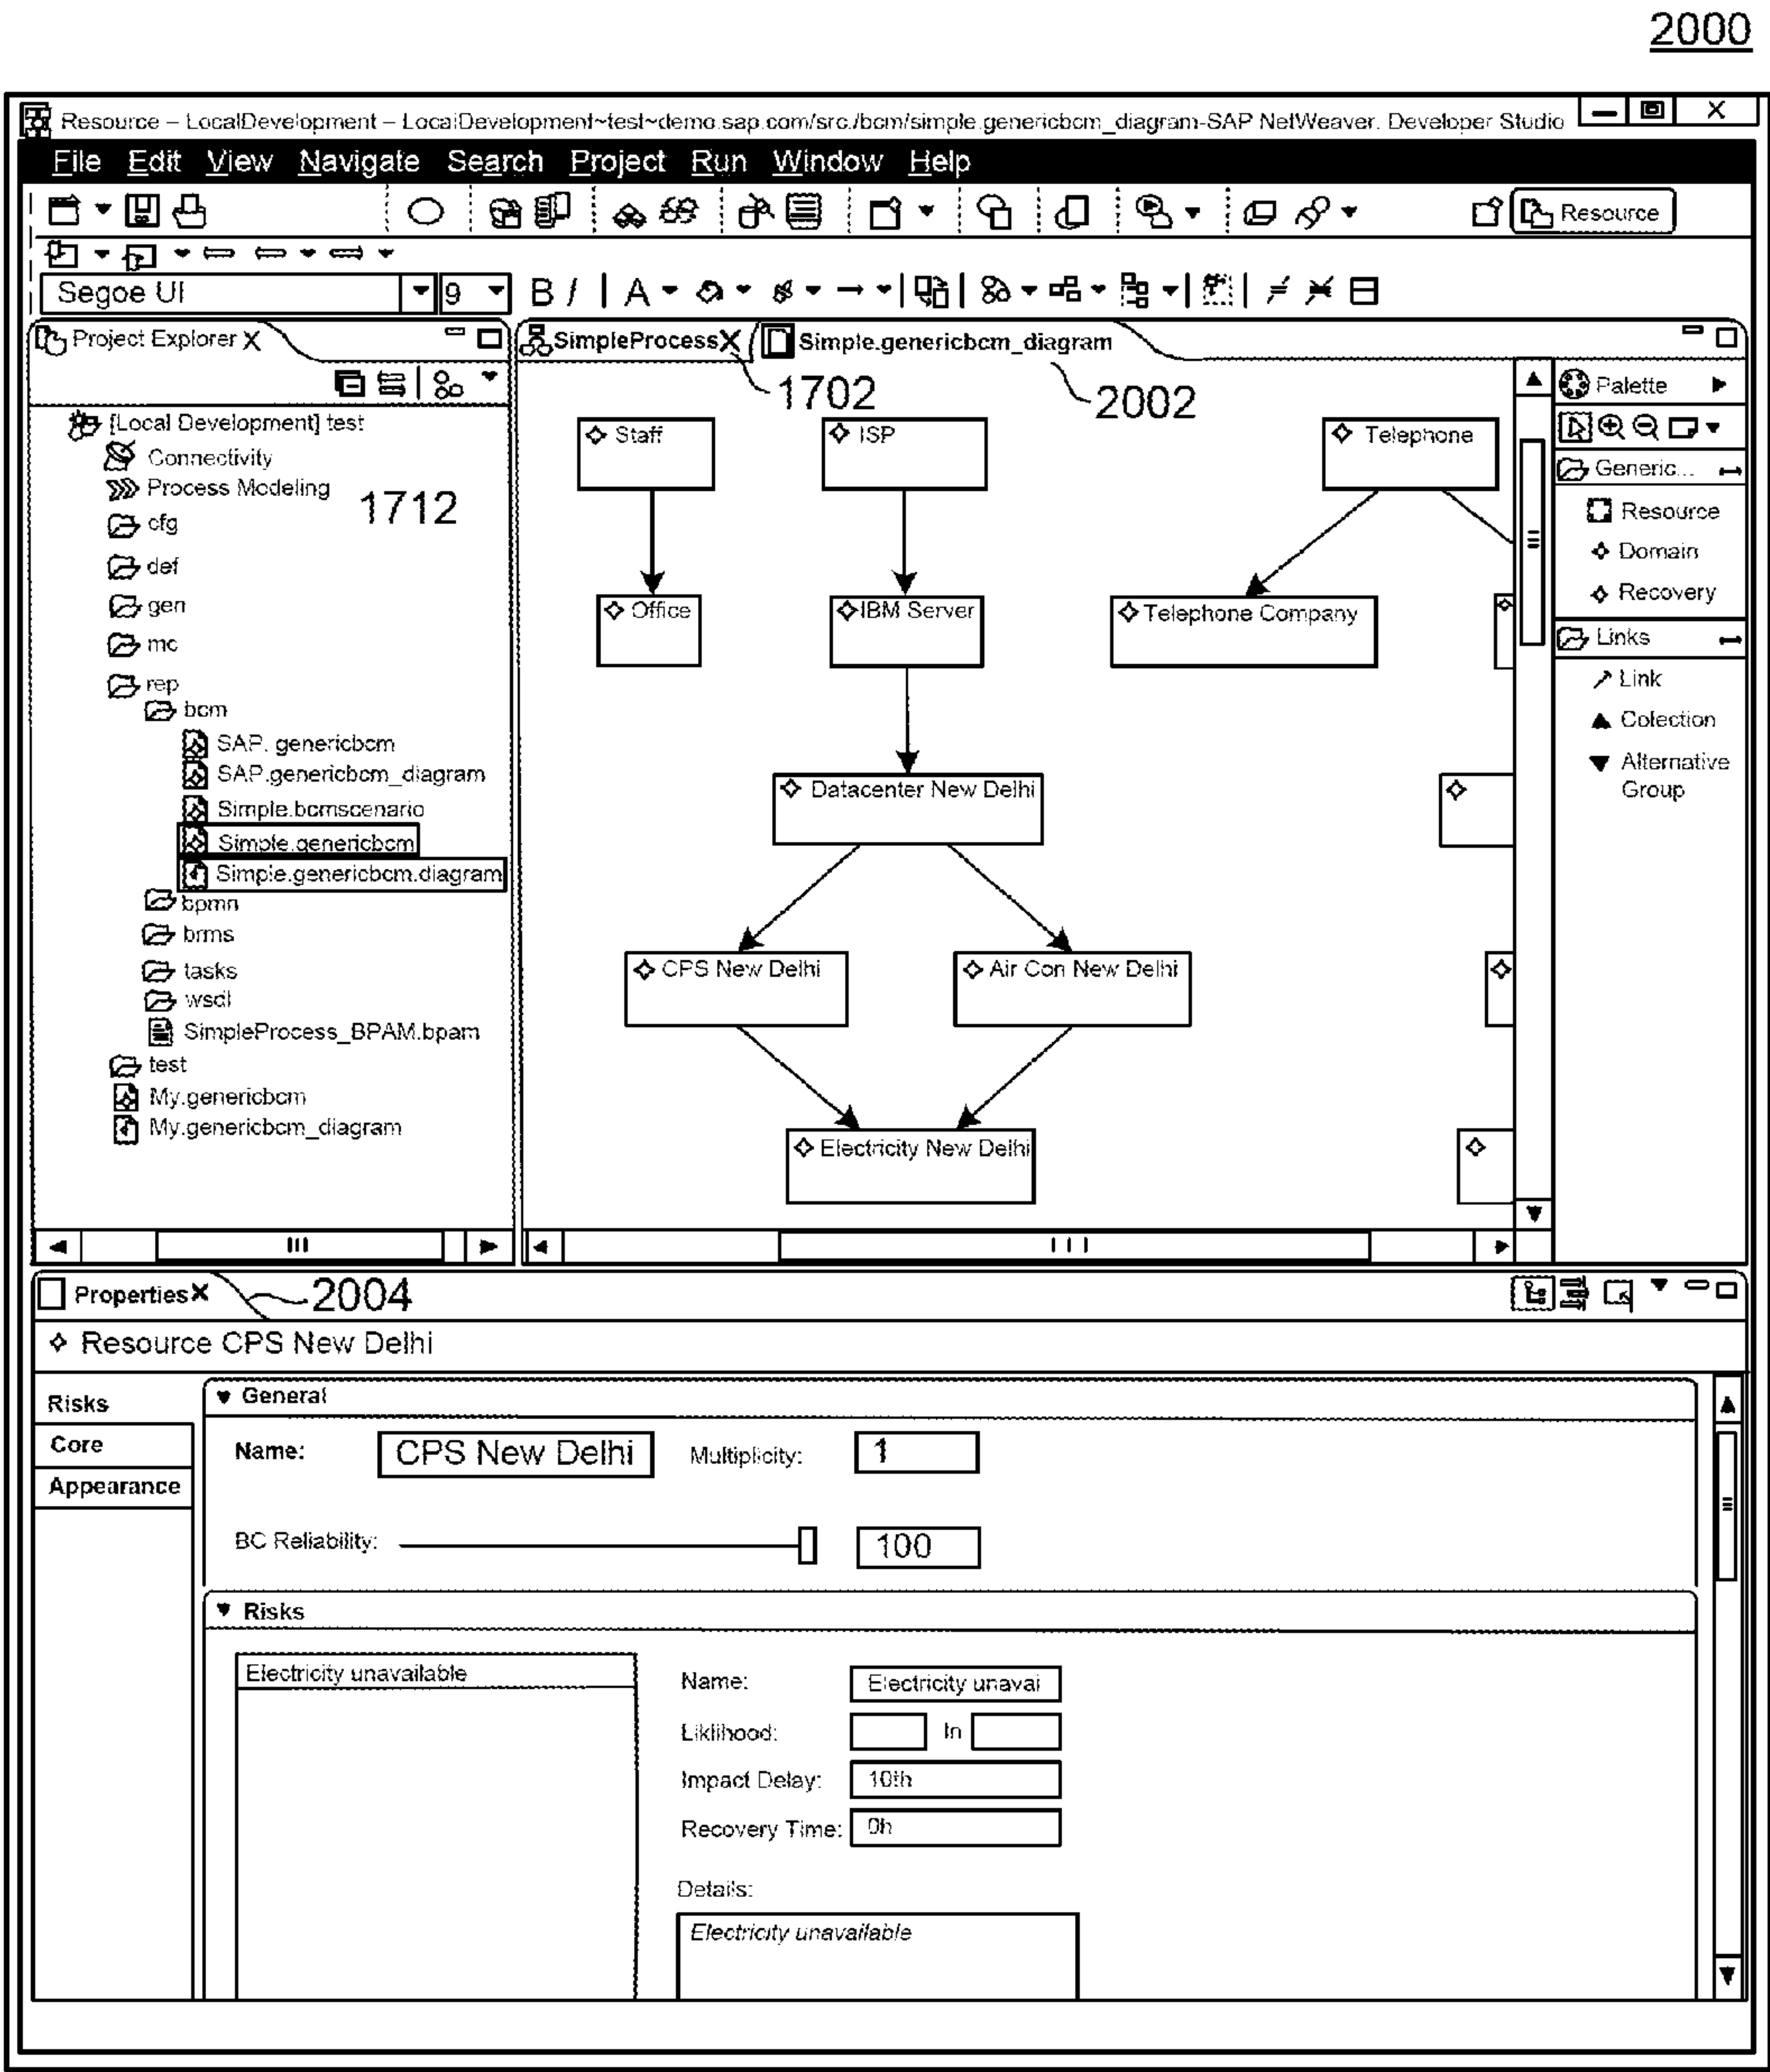 2000
Resource – LocalDevelopment – LocalDevelopment~test~demo.sap.com/src./bcm/simple.genericbcm_diagram-SAP NetWeaver. Developer Studio
File Edit View Navigate Search Project Run Window Help
Resource
Segoe UI 9 B I A
Project Explorer X
SimpleProcess X Simple.genericbcm_diagram
1702 2002
Palette
[Local Development] test
Connectivity
Process Modeling
1712
cfg
def
gen
mc
rep
bcm
SAP. genericbcm
SAP.genericbcm_diagram
Simple.bcmscenario
Simple.genericbcm
Simple.genericbcm.diagram
bpmn
brms
tasks
wsdl
SimpleProcess_BPAM.bpam
test
My.genericbcm
My.genericbcm_diagram
Staff ISP Telephone
Office IBM Server Telephone Company
Datacenter New Delhi
CPS New Delhi Air Con New Delhi
Electricity New Delhi
Generic...
Resource
Domain
Recovery
Links
Link
Colection
Alternative
Group
Properties X 2004
Resource CPS New Delhi
Risks
Core
Appearance
General
Name: CPS New Delhi Multiplicity: 1
BC Reliability: 100
Risks
Electricity unavailable
Name: Electricity unavai
Liklihood: In
Impact Delay: 10th
Recovery Time: 0h
Details:
Electricity unavailable